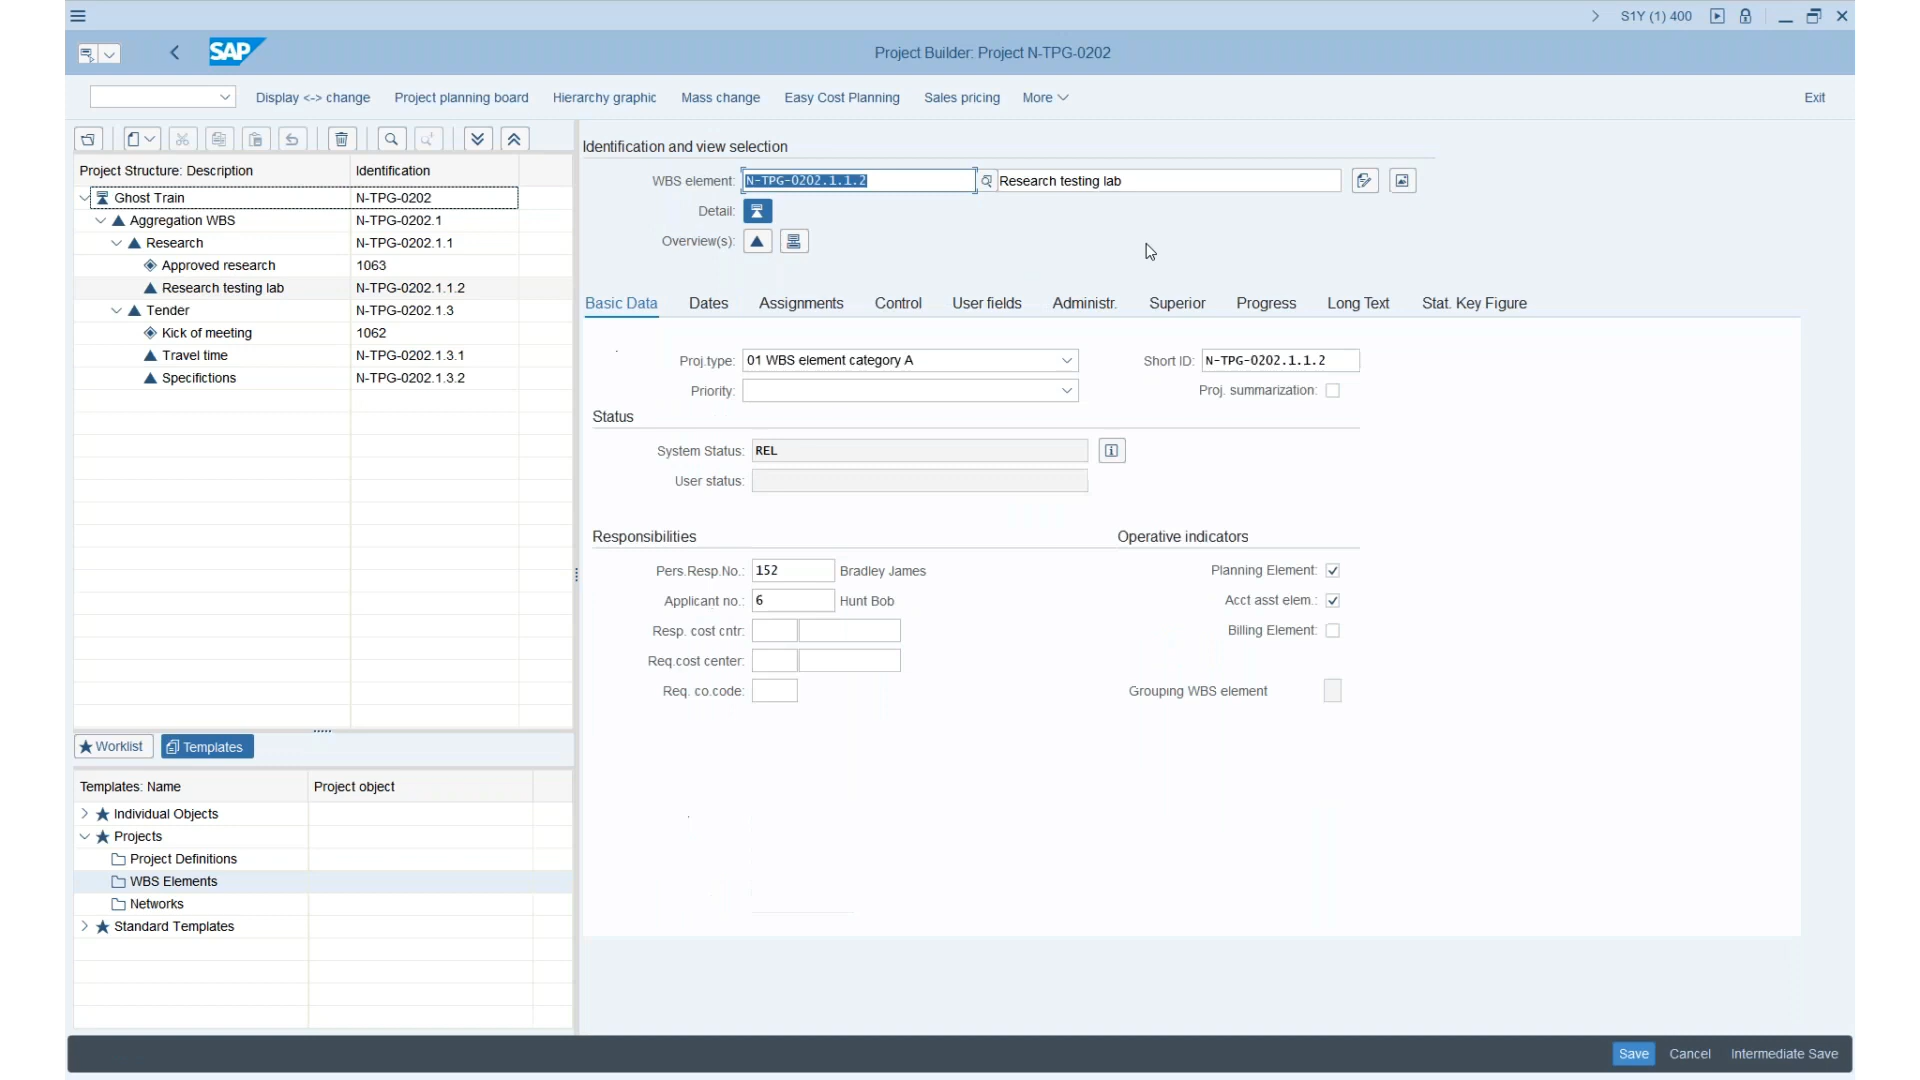 S1Y (1) 400
SAP
Project Builder: Project N-TPG-0202
Display <-> change Project planning board Hierarchy graphic Mass change Easy Cost Planning Sales pricing More Exit
Project Structure: Description Identification
Ghost Train N-TPG-0202
Aggregation WBS N-TPG-0202.1
Research N-TPG-0202.1.1
Approved research 1063
Research testing lab N-TPG-0202.1.1.2
Tender N-TPG-0202.1.3
Kick of meeting 1062
Travel time N-TPG-0202.1.3.1
Specifictions N-TPG-0202.1.3.2
Worklist Templates
Templates: Name Project object
Individual Objects
Projects
Project Definitions
WBS Elements
Networks
Standard Templates
Identification and view selection
WBS element: N-TPG-0202.1.1.2 Research testing lab
Detail:
Overview(s):
Basic Data Dates Assignments Control User fields Administr. Superior Progress Long Text Stat. Key Figure
Proj.type: 01 WBS element category A Short ID: N-TPG-0202.1.1.2
Priority: Proj. summarization:
Status
System Status: REL
User status:
Responsibilities Operative indicators
Pers.Resp.No.: 152 Bradley James Planning Element:
Applicant no.: 6 Hunt Bob Acct asst elem.:
Resp. cost cntr: Billing Element:
Req.cost center:
Req. co.code: Grouping WBS element
Save Cancel Intermediate Save